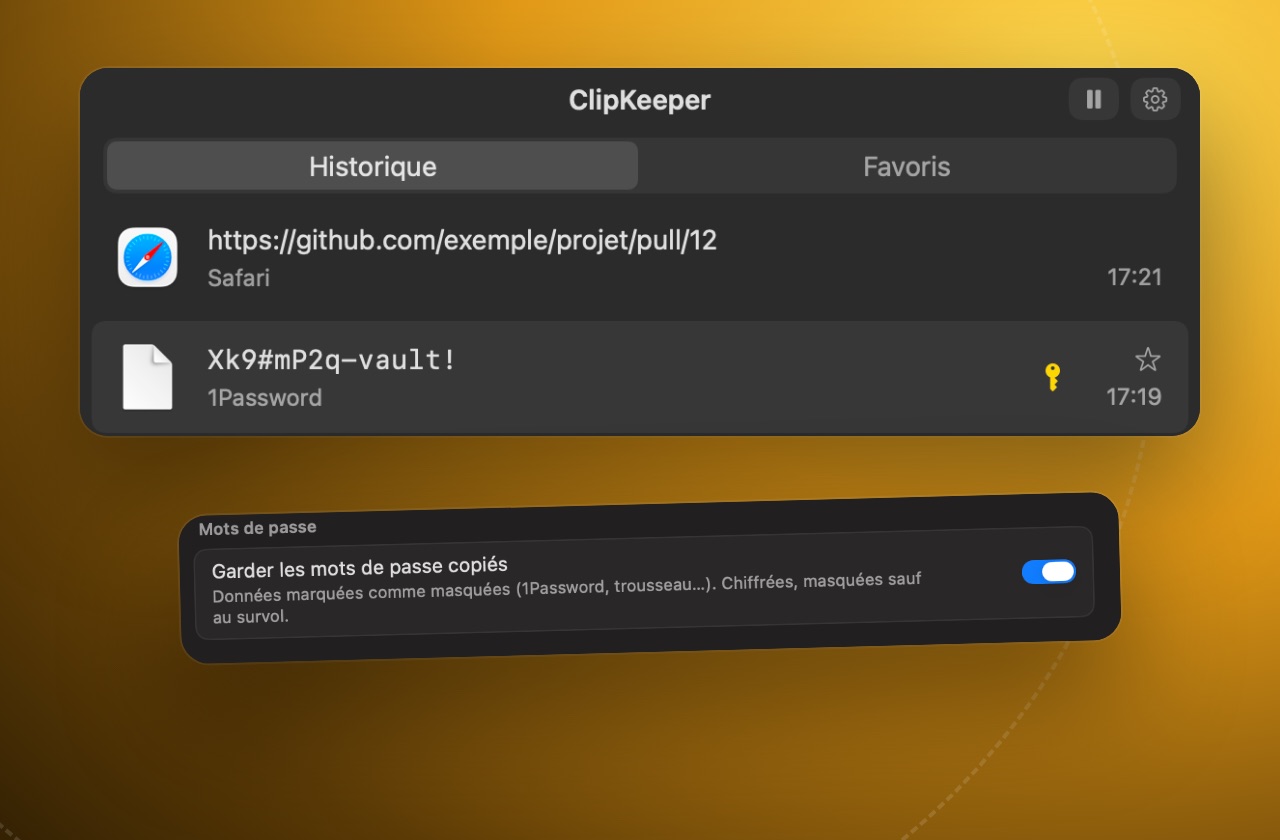 ClipKeeper
Historique
Favoris
https://github.com/exemple/projet/pull/12
Safari
17:21
Xk9#mP2q-vault!
1Password
17:19
Mots de passe
Garder les mots de passe copiés
Données marquées comme masquées (1Password, trousseau…). Chiffrées, masquées sauf
au survol.